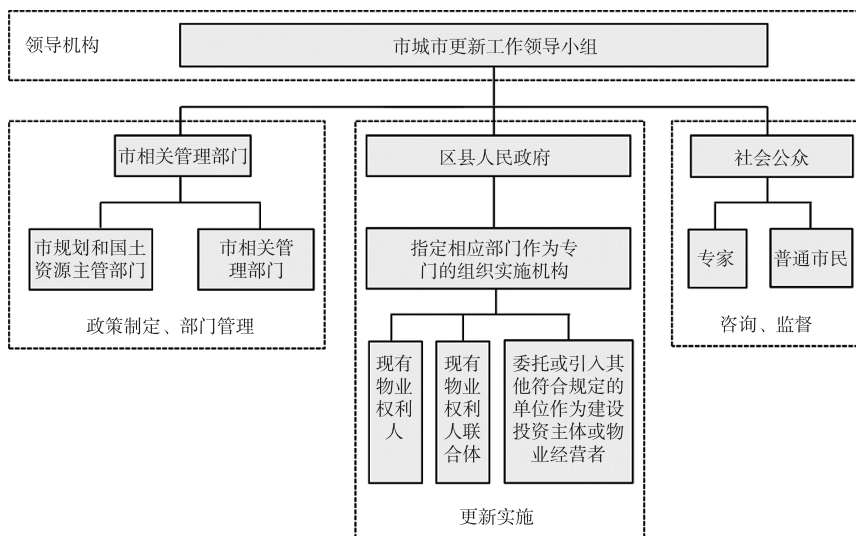 领导机构
市城市更新工作领导小组
市相关管理部门
市规划和国土
资源主管部门
市相关管
理部门
政策制定、部门管理
区县人民政府
指定相应部门作为专
门的组织实施机构
现有
物业
权利
人
现有
物业
权利
人联
合体
委托或引入其
他符合规定的
单位作为建设
投资主体或物
业经营者
更新实施
社会公众
专家
普通市民
咨询、监督